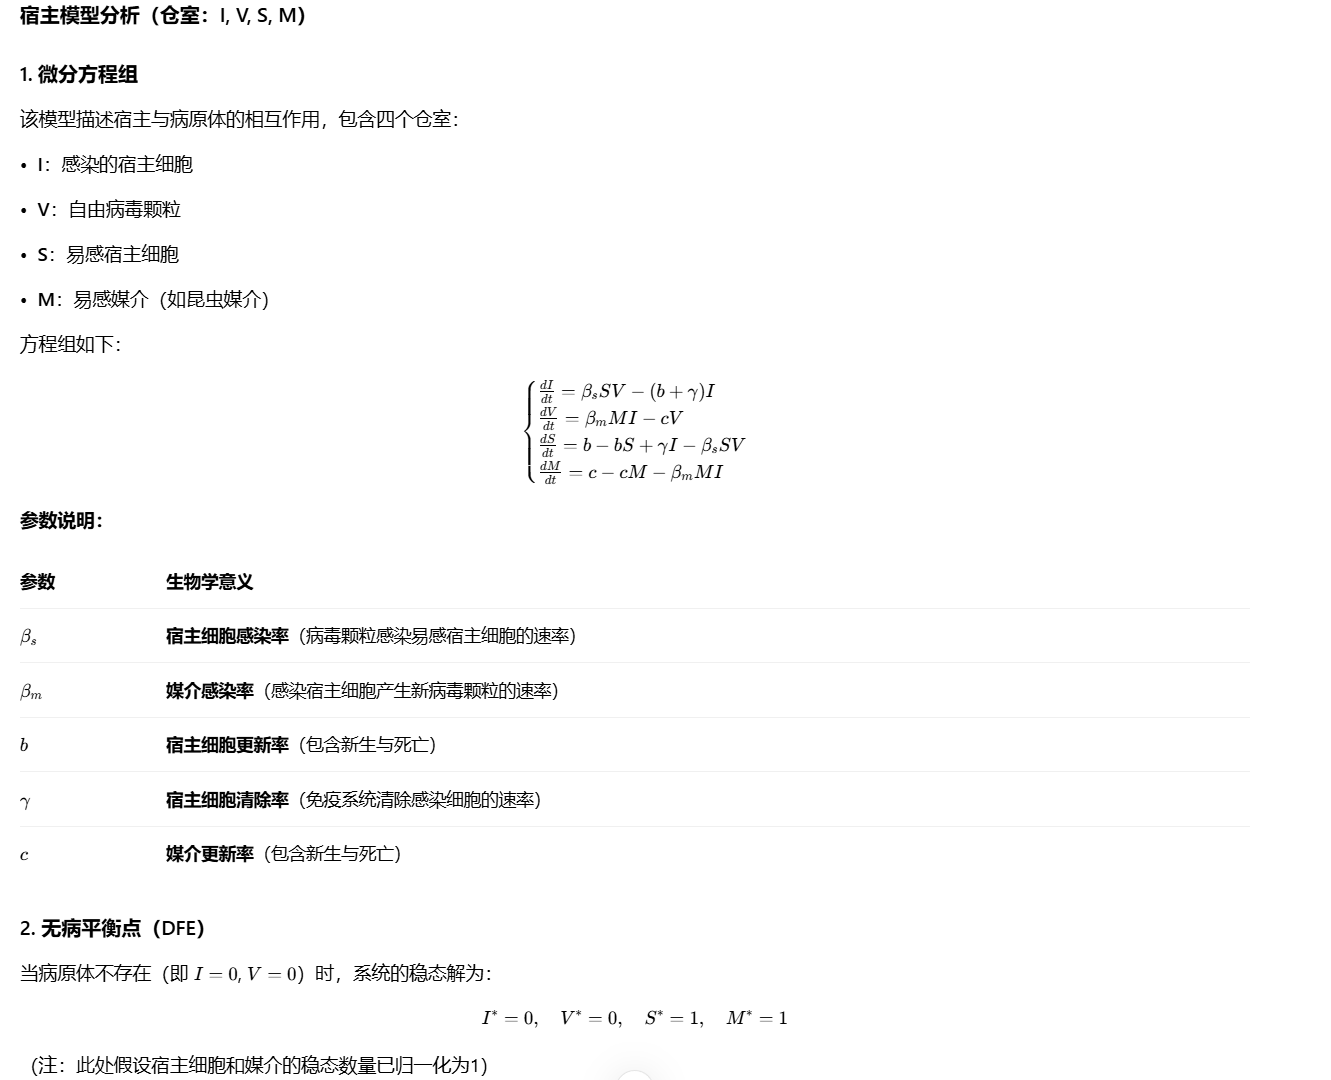 宿主模型分析（仓室：I, V, S, M）
1. 微分方程组
该模型描述宿主与病原体的相互作用，包含四个仓室：
• I：感染的宿主细胞
• V：自由病毒颗粒
• S：易感宿主细胞
• M：易感媒介（如昆虫媒介）
方程组如下：
dI/dt = β_s SV − (b + γ)I
dV/dt = β_m MI − cV
dS/dt = b − bS + γI − β_s SV
dM/dt = c − cM − β_m MI
参数说明：
参数 生物学意义
β_s 宿主细胞感染率（病毒颗粒感染易感宿主细胞的速率）
β_m 媒介感染率（感染宿主细胞产生新病毒颗粒的速率）
b 宿主细胞更新率（包含新生与死亡）
γ 宿主细胞清除率（免疫系统清除感染细胞的速率）
c 媒介更新率（包含新生与死亡）
2. 无病平衡点（DFE）
当病原体不存在（即 I = 0, V = 0）时，系统的稳态解为：
I* = 0, V* = 0, S* = 1, M* = 1
（注：此处假设宿主细胞和媒介的稳态数量已归一化为1）